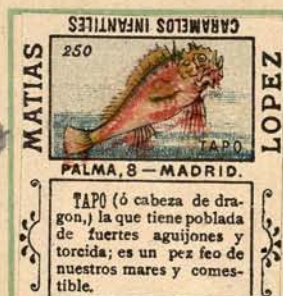 CARAMELOS INFANTILES
MATIAS
LOPEZ
250
TAPO
PALMA, 8 — MADRID.
TAPO (ó cabeza de dra-
gon,) la que tiene poblada
de fuertes aguijones y
torcida; es un pez feo de
nuestros mares y comes-
tible.